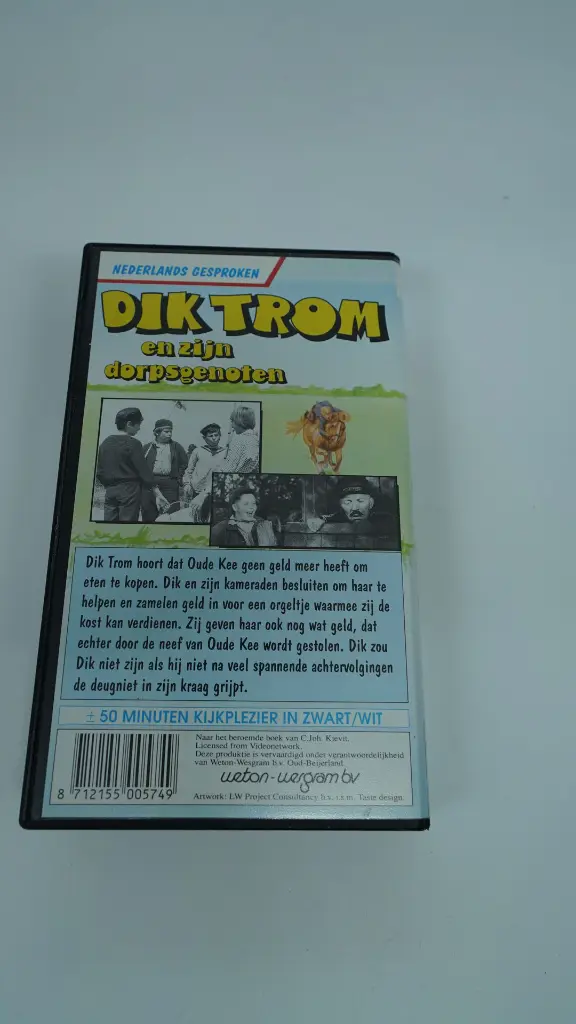 NEDERLANDS GESPROKEN
DIK TROM
en zijn
dorpsgenoten
Dik Trom hoort dat Oude Kee geen geld meer heeft om
eten te kopen. Dik en zijn kameraden besluiten om haar te
helpen en zamelen geld in voor een orgeltje waarmee zij de
kost kan verdienen. Zij geven haar ook nog wat geld, dat
echter door de neef van Oude Kee wordt gestolen. Dik zou
Dik niet zijn als hij niet na veel spannende achtervolgingen
de deugniet in zijn kraag grijpt.
± 50 MINUTEN KIJKPLEZIER IN ZWART/WIT
Naar het beroemde boek van C.Joh. Kievit.
Licensed from Videonetwork.
Deze produktie is vervaardigd onder verantwoordelijkheid
van Weton-Wesgram b.v. Oud-Beijerland.
weton-wesgram bv
Artwork: LW Project Consultancy b.v. i.s.m. Taste design.
8 712155 005749